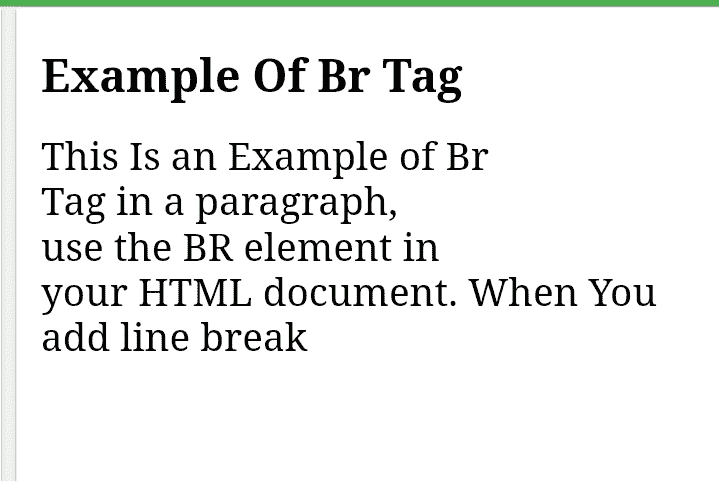 Example Of Br Tag
This Is an Example of Br
Tag in a paragraph,
use the BR element in
your HTML document. When You
add line break